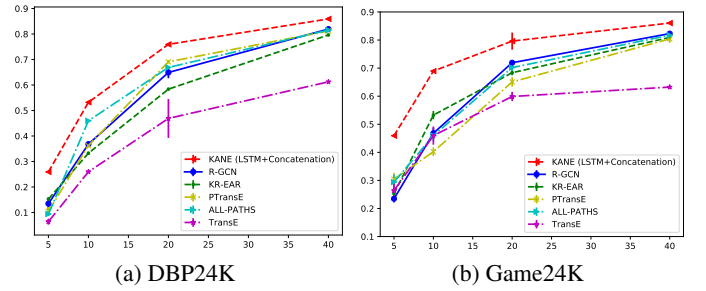 0.9
0.8
0.7
0.6
0.5
0.4
0.3
0.2
0.1
5 10 15 20 25 30 35 40
KANE (LSTM+Concatenation)
R-GCN
KR-EAR
PTransE
ALL-PATHS
TransE
(a) DBP24K
0.9
0.8
0.7
0.6
0.5
0.4
0.3
0.2
0.1
5 10 15 20 25 30 35 40
KANE (LSTM+Concatenation)
R-GCN
KR-EAR
PTransE
ALL-PATHS
TransE
(b) Game24K